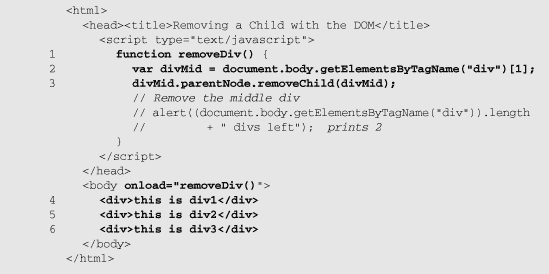 <html>
<head><title>Removing a Child with the DOM</title>
<script type="text/javascript">
1 function removeDiv() {
2 var divMid = document.body.getElementsByTagName("div")[1];
3 divMid.parentNode.removeChild(divMid);
// Remove the middle div
// alert((document.body.getElementsByTagName("div")).length
// + " divs left"); prints 2
}
</script>
</head>
<body onload="removeDiv()">
4 <div>this is div1</div>
5 <div>this is div2</div>
6 <div>this is div3</div>
</body>
</html>